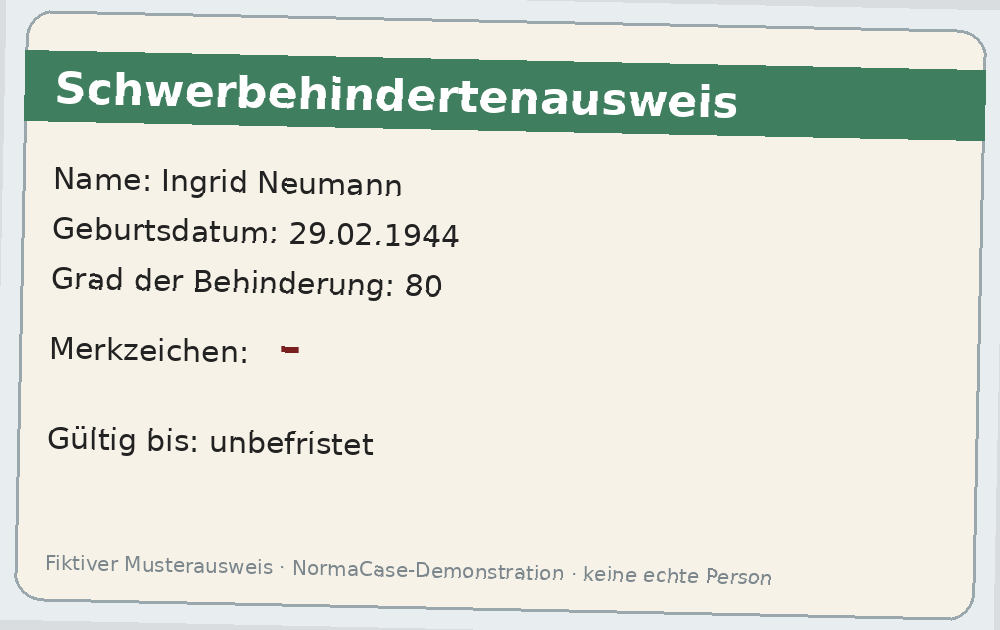 Schwerbehindertenausweis
Name: Ingrid Neumann
Geburtsdatum: 29.02.1944
Grad der Behinderung: 80
Merkzeichen: –
Gültig bis: unbefristet
Fiktiver Musterausweis · NormaCase-Demonstration · keine echte Person